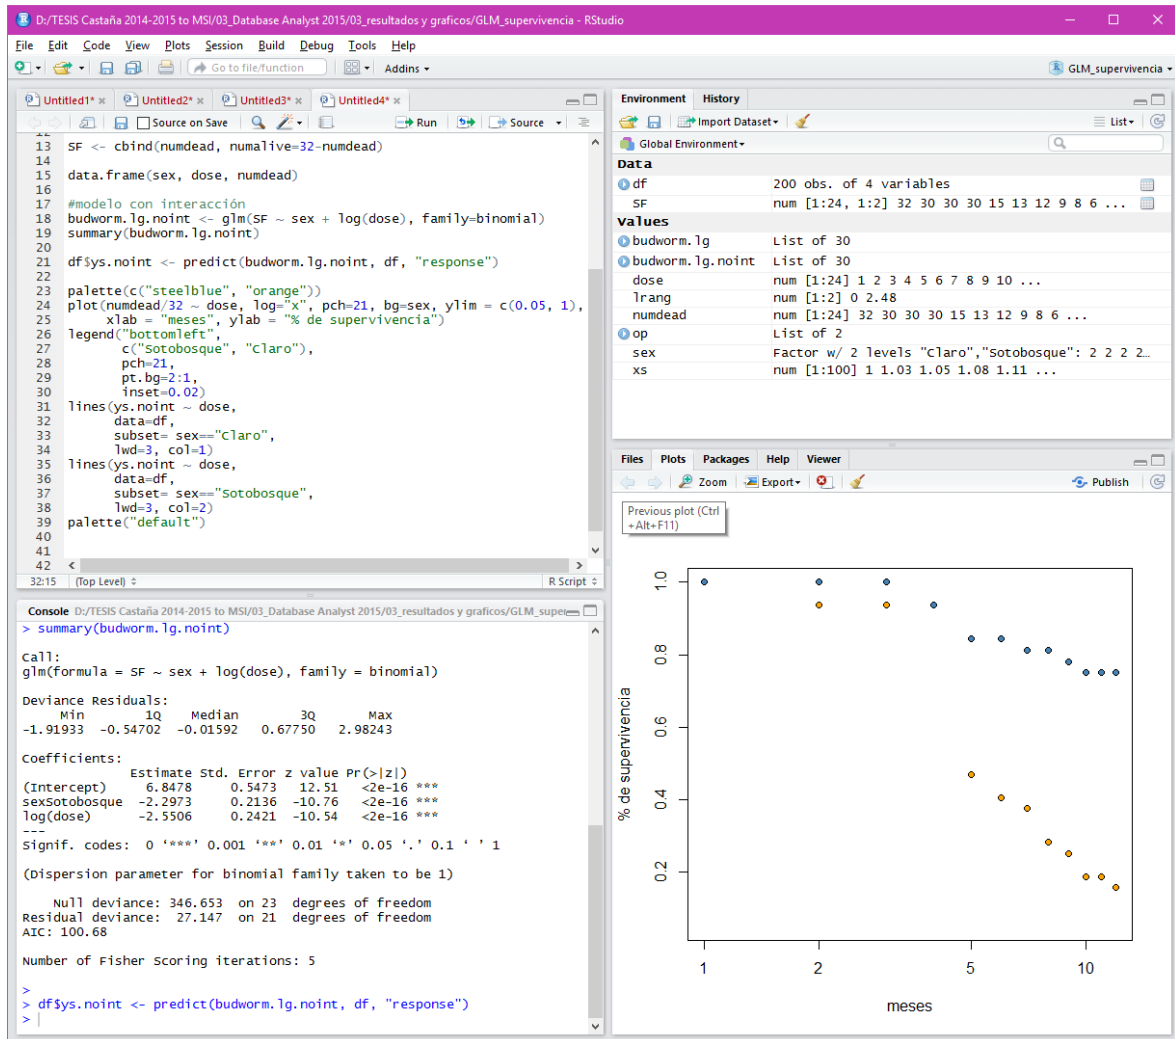 D:/TESIS Castaña 2014-2015 to MSI/03_Database Analyst 2015/03_resultados y graficos/GLM_supervivencia - RStudio
File Edit Code View Plots Session Build Debug Tools Help
Go to file/function Addins GLM_supervivencia
Untitled1* Untitled2* Untitled3* Untitled4*
Source on Save Run Source
12
13 SF <- cbind(numdead, numalive=32-numdead)
14
15 data.frame(sex, dose, numdead)
16
17 #modelo con interacción
18 budworm.lg.noint <- glm(SF ~ sex + log(dose), family=binomial)
19 summary(budworm.lg.noint)
20
21 df$ys.noint <- predict(budworm.lg.noint, df, "response")
22
23 palette(c("steelblue", "orange"))
24 plot(numdead/32 ~ dose, log="x", pch=21, bg=sex, ylim = c(0.05, 1),
25 xlab = "meses", ylab = "% de supervivencia")
26 legend("bottomleft",
27 c("Sotobosque", "Claro"),
28 pch=21,
29 pt.bg=2:1,
30 inset=0.02)
31 lines(ys.noint ~ dose,
32 data=df,
33 subset= sex=="Claro",
34 lwd=3, col=1)
35 lines(ys.noint ~ dose,
36 data=df,
37 subset= sex=="Sotobosque",
38 lwd=3, col=2)
39 palette("default")
40
41
42
32:15 (Top Level) R Script
Console D:/TESIS Castaña 2014-2015 to MSI/03_Database Analyst 2015/03_resultados y graficos/GLM_super
> summary(budworm.lg.noint)
Call:
glm(formula = SF ~ sex + log(dose), family = binomial)
Deviance Residuals:
Min 1Q Median 3Q Max
-1.91933 -0.54702 -0.01592 0.67750 2.98243
Coefficients:
Estimate Std. Error z value Pr(>|z|)
(Intercept) 6.8478 0.5473 12.51 <2e-16 ***
sexSotobosque -2.2973 0.2136 -10.76 <2e-16 ***
log(dose) -2.5506 0.2421 -10.54 <2e-16 ***
---
Signif. codes: 0 ‘***’ 0.001 ‘**’ 0.01 ‘*’ 0.05 ‘.’ 0.1 ‘ ’ 1
(Dispersion parameter for binomial family taken to be 1)
Null deviance: 346.653 on 23 degrees of freedom
Residual deviance: 27.147 on 21 degrees of freedom
AIC: 100.68
Number of Fisher Scoring iterations: 5
>
> df$ys.noint <- predict(budworm.lg.noint, df, "response")
>
Environment History
Import Dataset List
Global Environment
Data
df 200 obs. of 4 variables
SF num [1:24, 1:2] 32 30 30 30 15 13 12 9 8 6 ...
Values
budworm.lg List of 30
budworm.lg.noint List of 30
dose num [1:24] 1 2 3 4 5 6 7 8 9 10 ...
lrang num [1:2] 0 2.48
numdead num [1:24] 32 30 30 30 15 13 12 9 8 6 ...
op List of 2
sex Factor w/ 2 levels "Claro","Sotobosque": 2 2 2 2…
xs num [1:100] 1 1.03 1.05 1.08 1.11 ...
Files Plots Packages Help Viewer
Zoom Export Publish
Previous plot (Ctrl
+Alt+F11)
% de supervivencia
1.0
0.8
0.6
0.4
0.2
1 2 5 10
meses